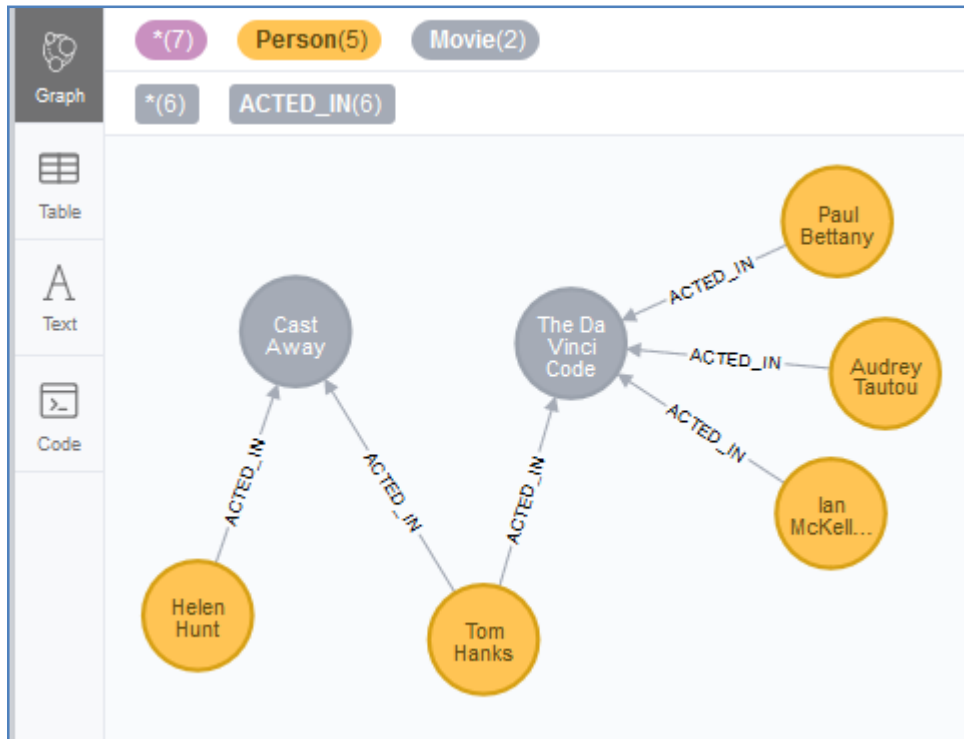 *(7) Person(5) Movie(2)
*(6) ACTED_IN(6)
Graph
Table
Text
Code
Cast
Away
The Da
Vinci
Code
Paul
Bettany
Audrey
Tautou
Ian
McKell...
Helen
Hunt
Tom
Hanks
ACTED_IN
ACTED_IN
ACTED_IN
ACTED_IN
ACTED_IN
ACTED_IN
A
>_